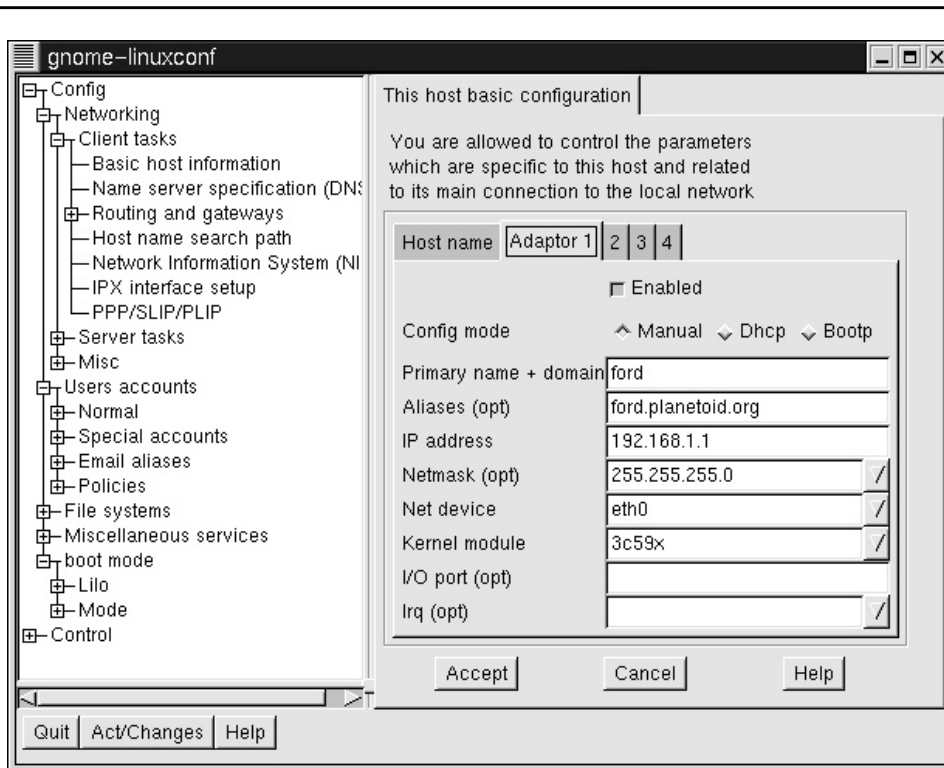 gnome-linuxconf
Config
Networking
Client tasks
Basic host information
Name server specification (DNS
Routing and gateways
Host name search path
Network Information System (NI
IPX interface setup
PPP/SLIP/PLIP
Server tasks
Misc
Users accounts
Normal
Special accounts
Email aliases
Policies
File systems
Miscellaneous services
boot mode
Lilo
Mode
Control
This host basic configuration
You are allowed to control the parameters
which are specific to this host and related
to its main connection to the local network
Host name Adaptor 1 2 3 4
Enabled
Config mode Manual Dhcp Bootp
Primary name + domain ford
Aliases (opt) ford.planetoid.org
IP address 192.168.1.1
Netmask (opt) 255.255.255.0
Net device eth0
Kernel module 3c59x
I/O port (opt)
Irq (opt)
Accept Cancel Help
Quit Act/Changes Help